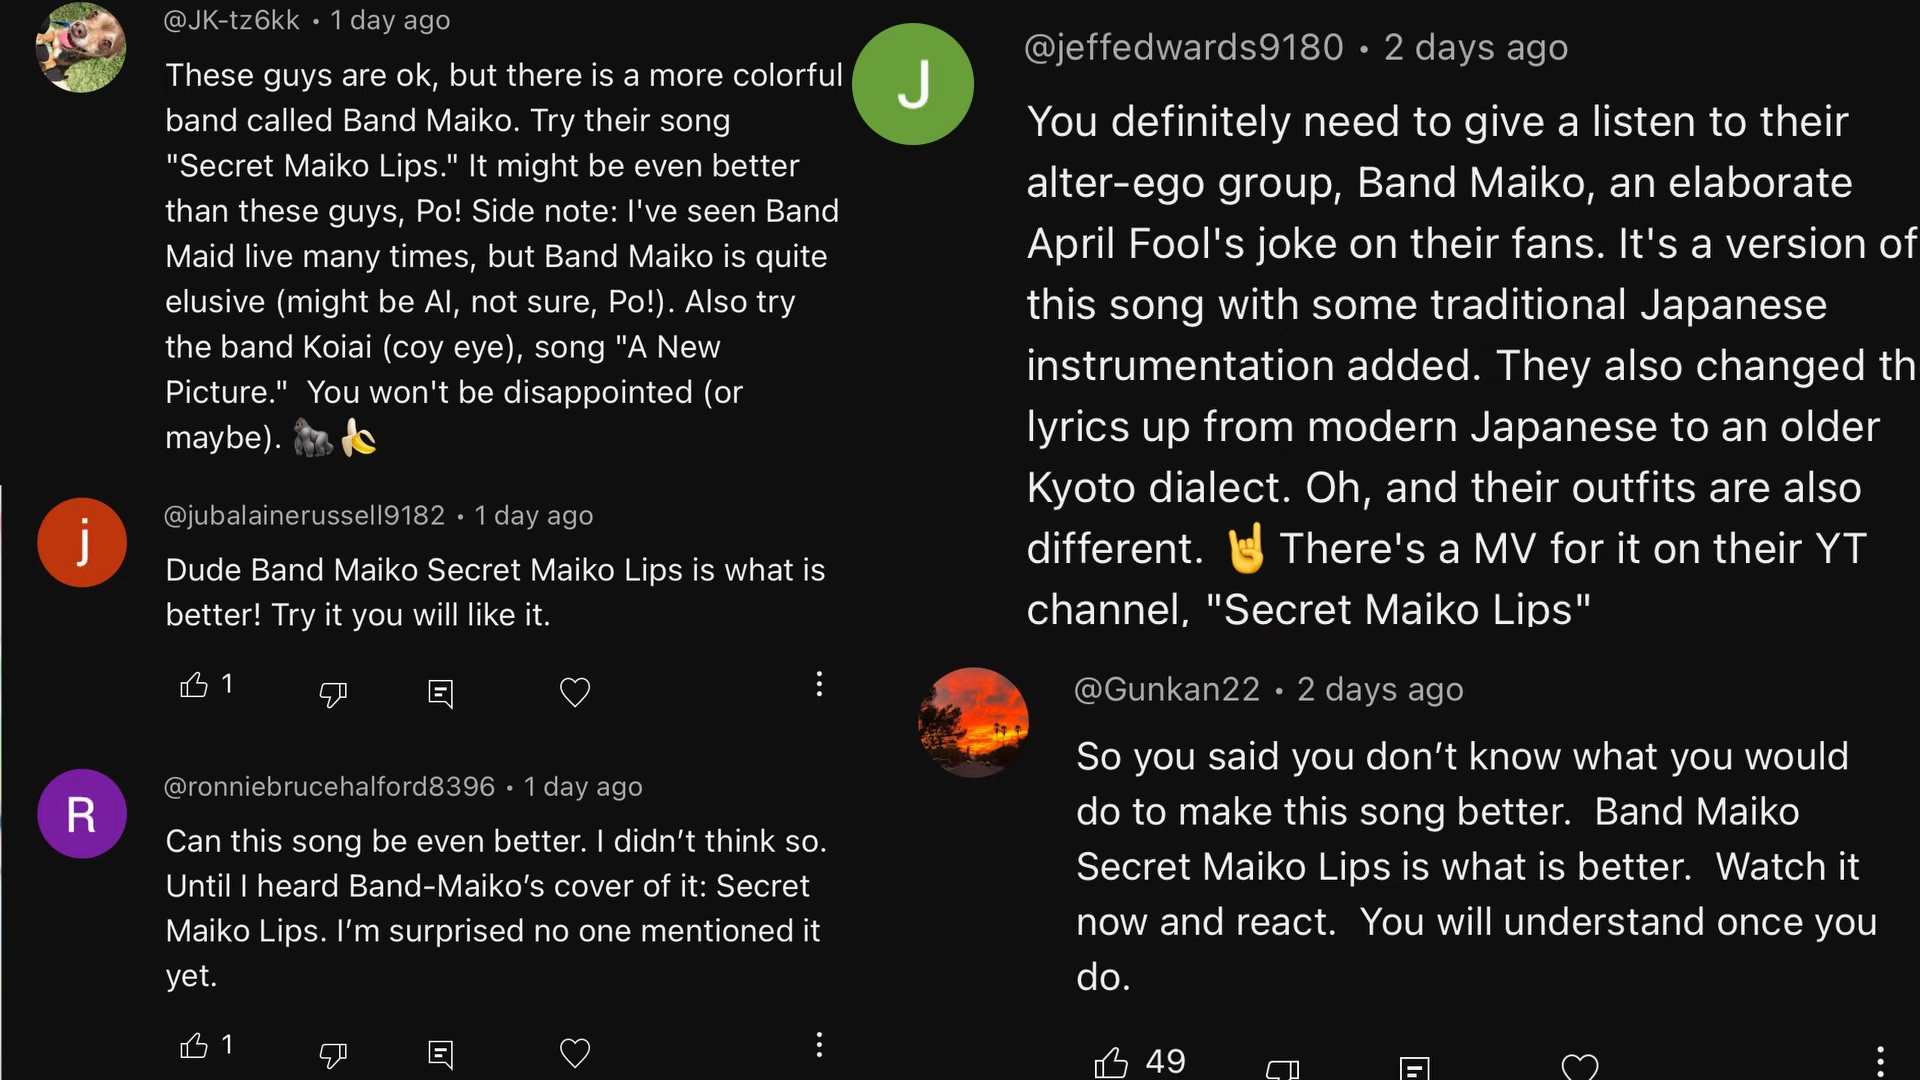 @JK-tz6kk • 1 day ago
These guys are ok, but there is a more colorful
band called Band Maiko. Try their song
"Secret Maiko Lips." It might be even better
than these guys, Po! Side note: I've seen Band
Maid live many times, but Band Maiko is quite
elusive (might be AI, not sure, Po!). Also try
the band Koiai (coy eye), song "A New
Picture."  You won't be disappointed (or
maybe). 🦍🍌
j
@jubalainerussell9182 • 1 day ago
Dude Band Maiko Secret Maiko Lips is what is
better! Try it you will like it.
1
R
@ronniebrucehalford8396 • 1 day ago
Can this song be even better. I didn’t think so.
Until I heard Band-Maiko’s cover of it: Secret
Maiko Lips. I’m surprised no one mentioned it
yet.
1
J
@jeffedwards9180 • 2 days ago
You definitely need to give a listen to their
alter-ego group, Band Maiko, an elaborate
April Fool's joke on their fans. It's a version of
this song with some traditional Japanese
instrumentation added. They also changed th
lyrics up from modern Japanese to an older
Kyoto dialect. Oh, and their outfits are also
different. 🤘 There's a MV for it on their YT
channel, "Secret Maiko Lips"
@Gunkan22 • 2 days ago
So you said you don’t know what you would
do to make this song better.  Band Maiko
Secret Maiko Lips is what is better.  Watch it
now and react.  You will understand once you
do.
49